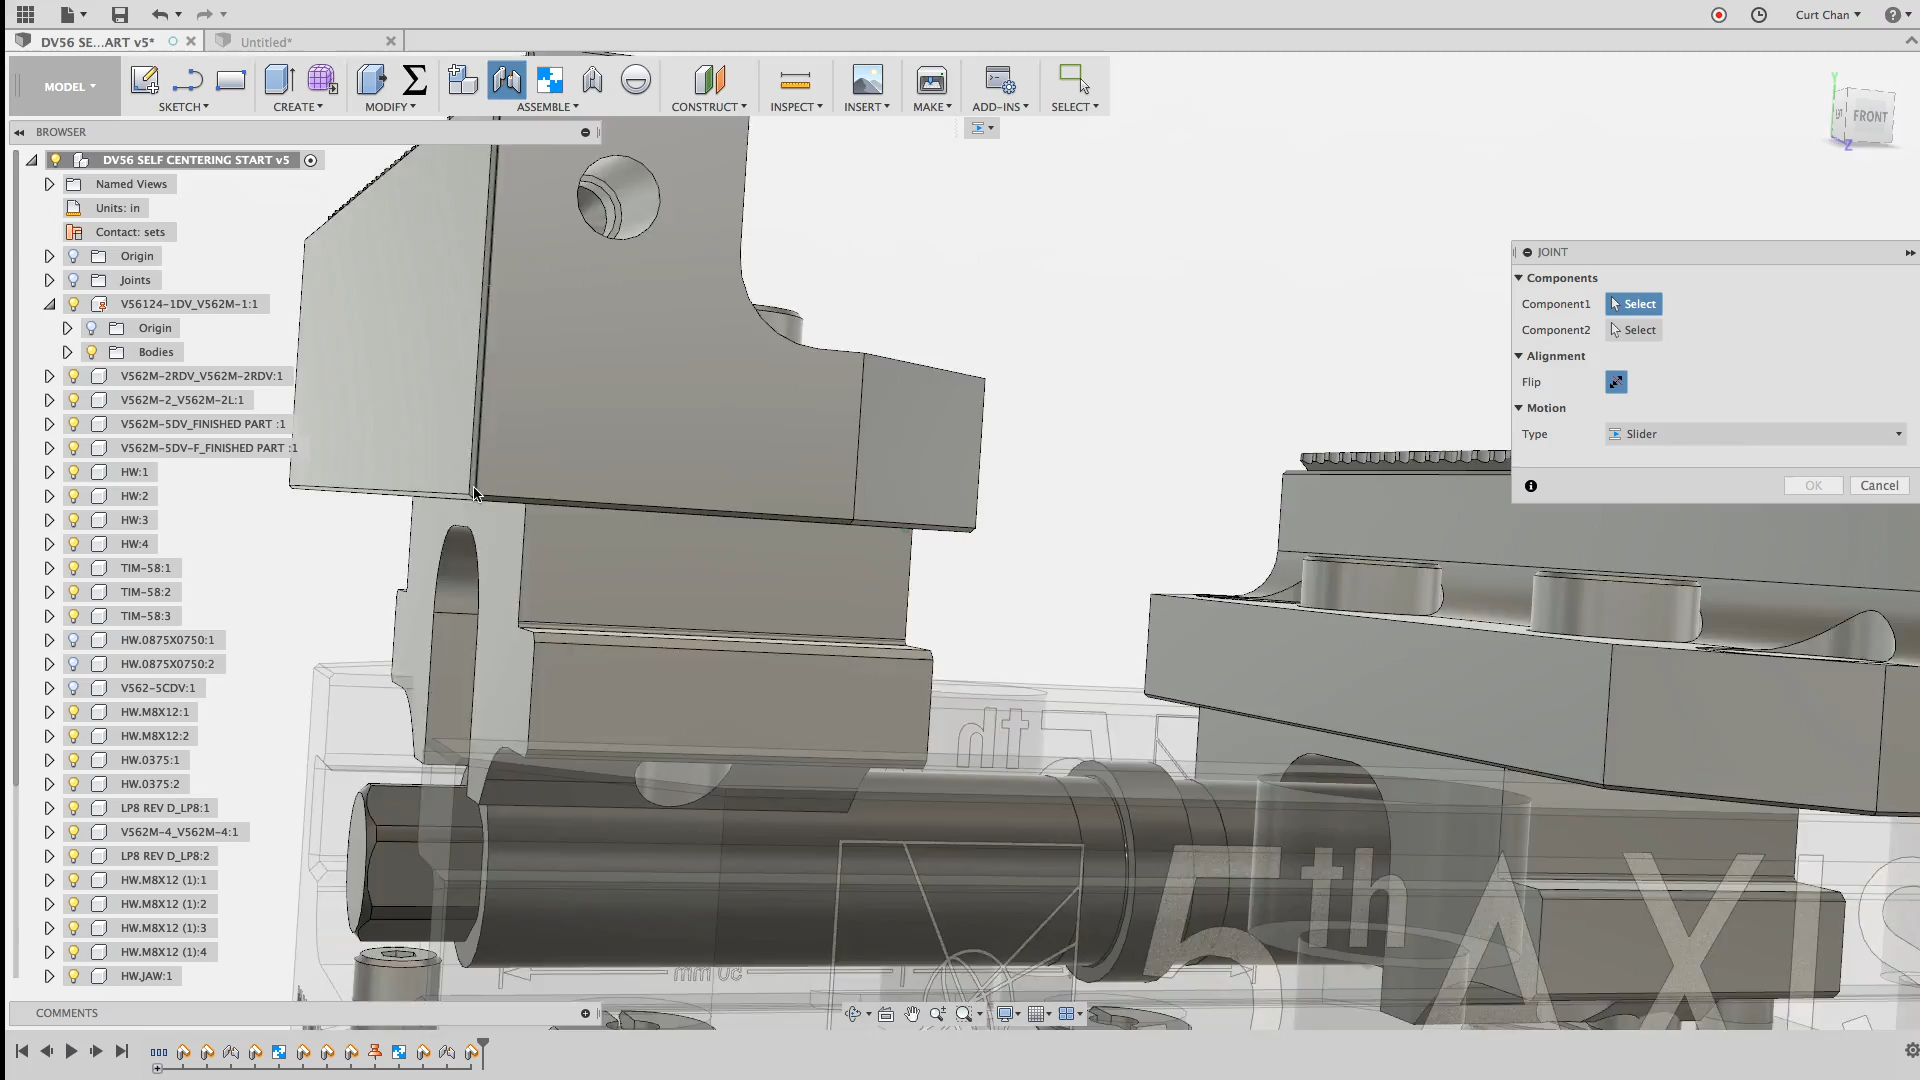 Curt Chan
DV56 SE...ART v5*
Untitled*
MODEL
SKETCH
CREATE
MODIFY
ASSEMBLE
CONSTRUCT
INSPECT
INSERT
MAKE
ADD-INS
SELECT
FRONT
Y
Z
BROWSER
DV56 SELF CENTERING START v5
Named Views
Units: in
Contact: sets
Origin
Joints
V56124-1DV_V562M-1:1
Origin
Bodies
V562M-2RDV_V562M-2RDV:1
V562M-2_V562M-2L:1
V562M-5DV_FINISHED PART :1
V562M-5DV-F_FINISHED PART :1
HW:1
HW:2
HW:3
HW:4
TIM-58:1
TIM-58:2
TIM-58:3
HW.0875X0750:1
HW.0875X0750:2
V562-5CDV:1
HW.M8X12:1
HW.M8X12:2
HW.0375:1
HW.0375:2
LP8 REV D_LP8:1
V562M-4_V562M-4:1
LP8 REV D_LP8:2
HW.M8X12 (1):1
HW.M8X12 (1):2
HW.M8X12 (1):3
HW.M8X12 (1):4
HW.JAW:1
JOINT
Components
Component1 Select
Component2 Select
Alignment
Flip
Motion
Type Slider
OK Cancel
5th AXIS
COMMENTS